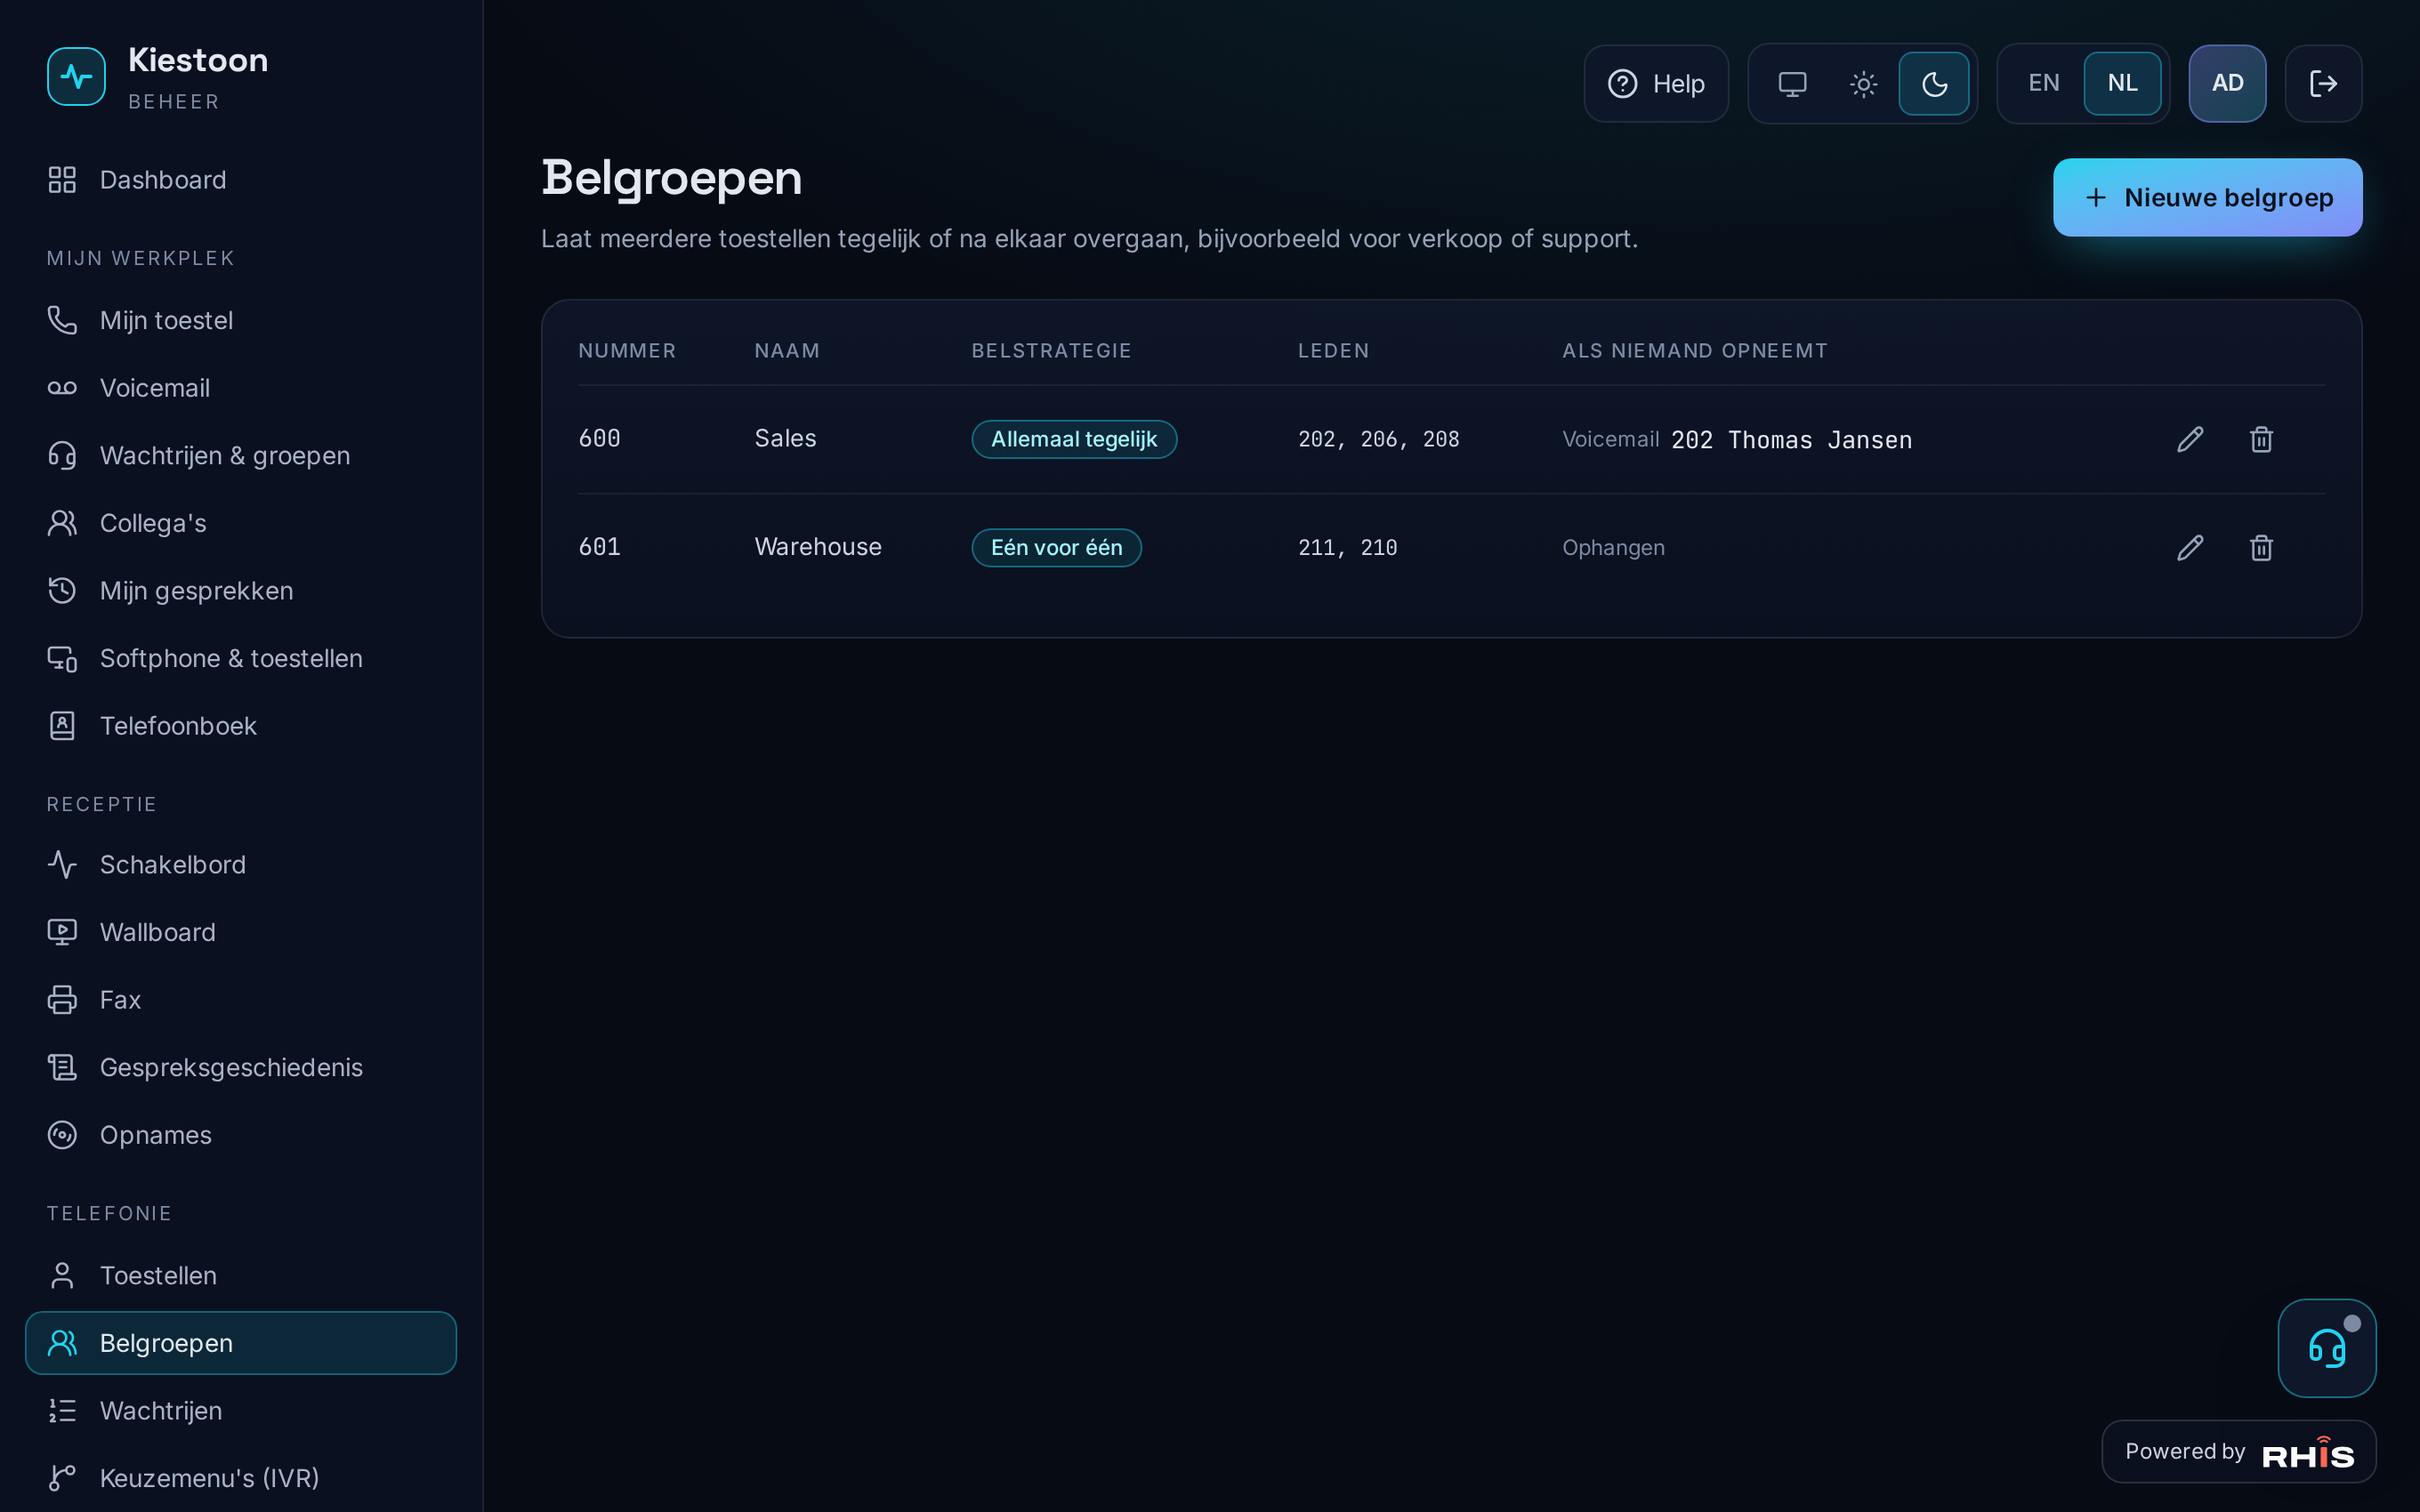 Kiestoon
BEHEER
Dashboard
MIJN WERKPLEK
Mijn toestel
Voicemail
Wachtrijen & groepen
Collega's
Mijn gesprekken
Softphone & toestellen
Telefoonboek
RECEPTIE
Schakelbord
Wallboard
Fax
Gespreksgeschiedenis
Opnames
TELEFONIE
Toestellen
Belgroepen
Wachtrijen
Keuzemenu's (IVR)
Help
EN NL AD
Belgroepen
Laat meerdere toestellen tegelijk of na elkaar overgaan, bijvoorbeeld voor verkoop of support.
Nieuwe belgroep
NUMMER NAAM BELSTRATEGIE LEDEN ALS NIEMAND OPNEEMT
600 Sales Allemaal tegelijk 202, 206, 208 Voicemail 202 Thomas Jansen
601 Warehouse Eén voor één 211, 210 Ophangen
Powered by RHIS